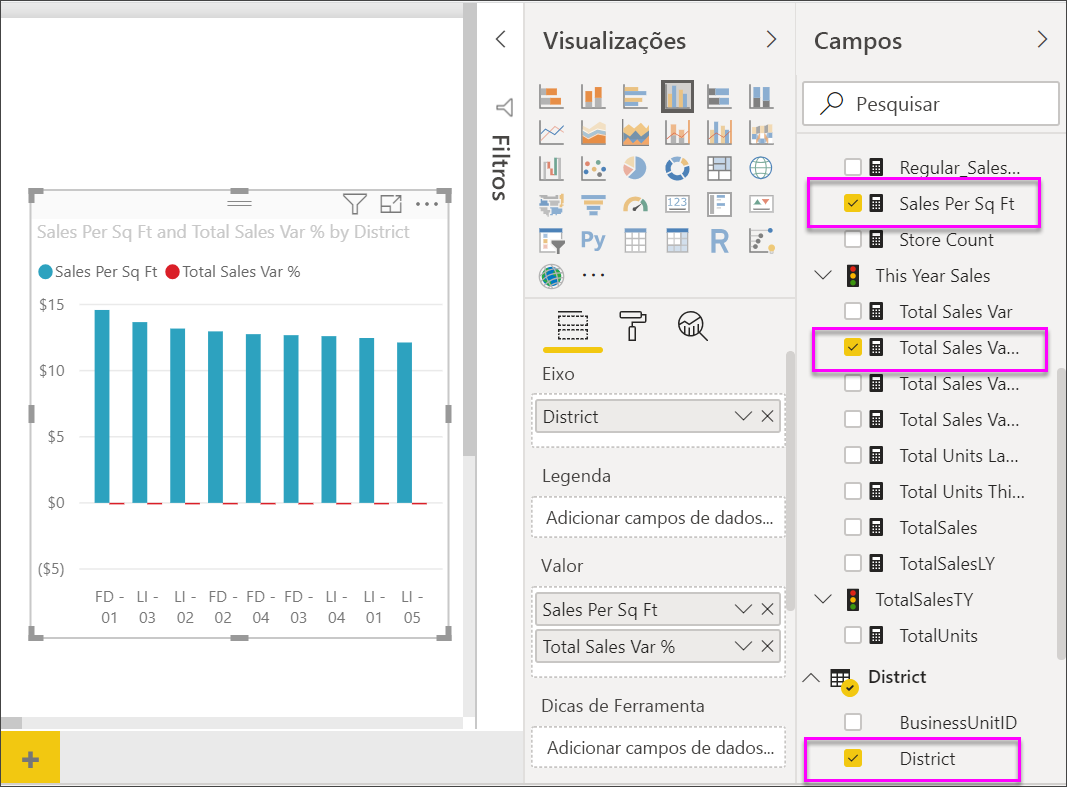 Sales Per Sq Ft and Total Sales Var % by District
Sales Per Sq Ft Total Sales Var %
$15
$10
$5
$0
($5)
FD - 01
LI - 03
LI - 02
FD - 02
FD - 04
FD - 03
LI - 04
LI - 01
LI - 05
Filtros
Visualizações
123
Py
R
Eixo
District
Legenda
Adicionar campos de dados...
Valor
Sales Per Sq Ft
Total Sales Var %
Dicas de Ferramenta
Adicionar campos de dados...
Campos
Pesquisar
Regular_Sales...
Sales Per Sq Ft
Store Count
This Year Sales
Total Sales Var
Total Sales Va...
Total Sales Va...
Total Sales Va...
Total Units La...
Total Units Thi...
TotalSales
TotalSalesLY
TotalSalesTY
TotalUnits
District
BusinessUnitID
District